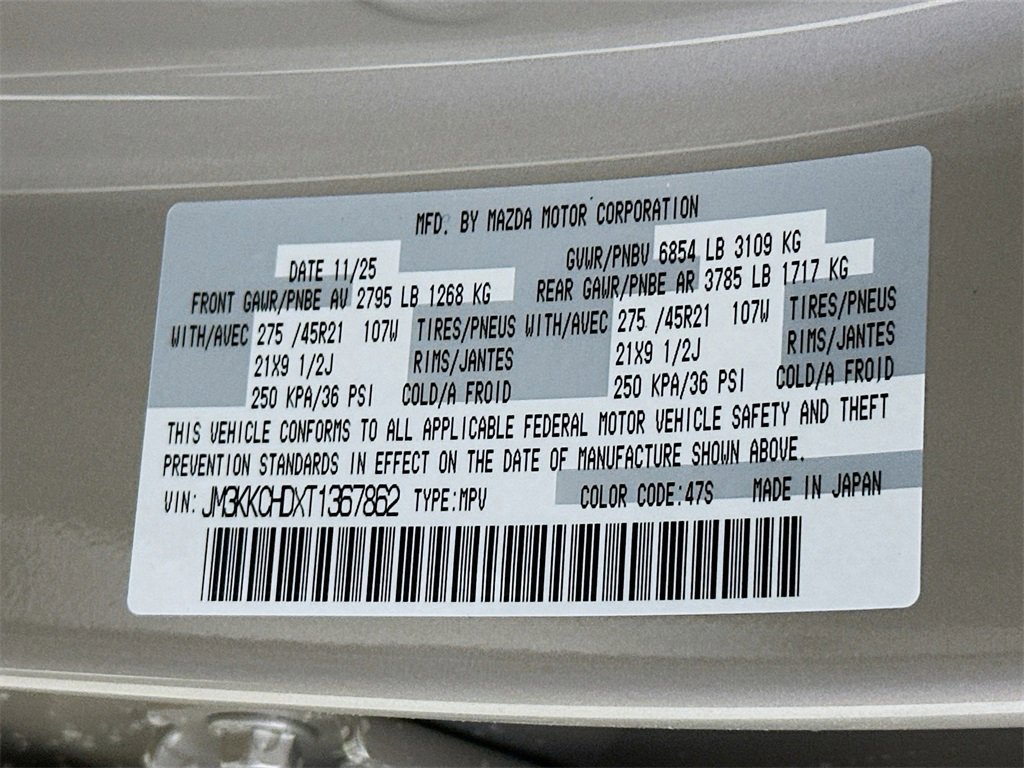 MFD. BY MAZDA MOTOR CORPORATION
DATE 11/25 GVWR/PNBV 6854 LB 3109 KG
FRONT GAWR/PNBE AV 2795 LB 1268 KG REAR GAWR/PNBE AR 3785 LB 1717 KG
WITH/AVEC 275 /45R21 107W TIRES/PNEUS WITH/AVEC 275 /45R21 107W TIRES/PNEUS
21X9 1/2J RIMS/JANTES 21X9 1/2J RIMS/JANTES
250 KPA/36 PSI COLD/A FROID 250 KPA/36 PSI COLD/A FROID
THIS VEHICLE CONFORMS TO ALL APPLICABLE FEDERAL MOTOR VEHICLE SAFETY AND THEFT
PREVENTION STANDARDS IN EFFECT ON THE DATE OF MANUFACTURE SHOWN ABOVE.
VIN: JM3KKCHDXT1367862 TYPE:MPV COLOR CODE:47S MADE IN JAPAN